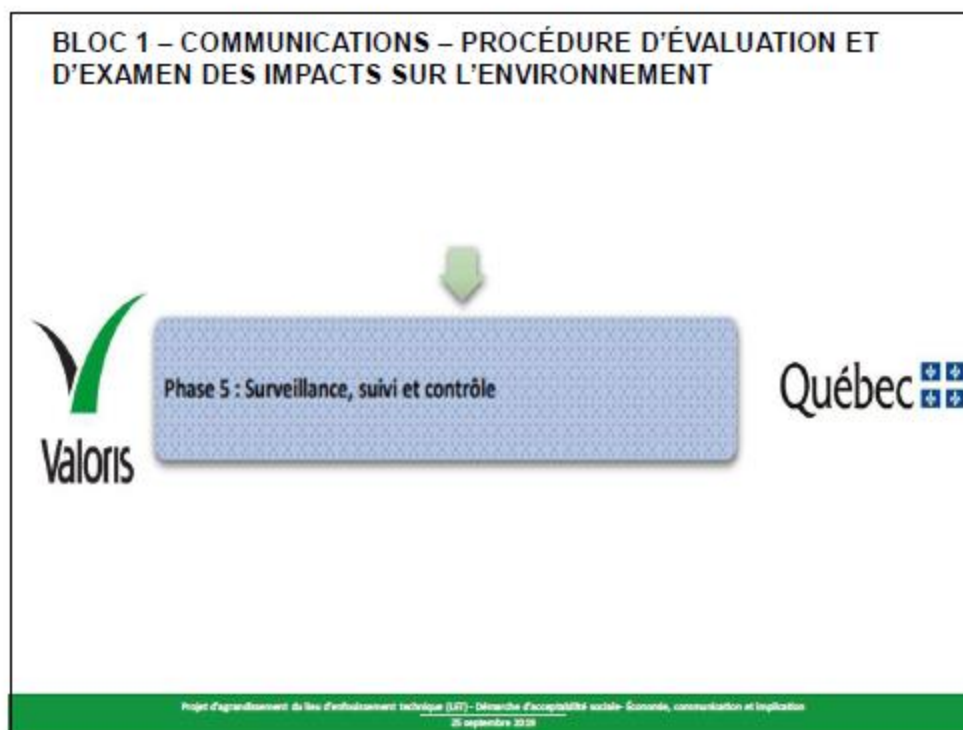 BLOC 1 – COMMUNICATIONS – PROCÉDURE D'ÉVALUATION ET
D'EXAMEN DES IMPACTS SUR L'ENVIRONNEMENT
Phase 5 : Surveillance, suivi et contrôle
Valoris
Québec
Projet d'agrandissement du lieu d'enfouissement technique (LET) - Démarche d'acceptabilité sociale- Économie, communication et implication
25 septembre 2019